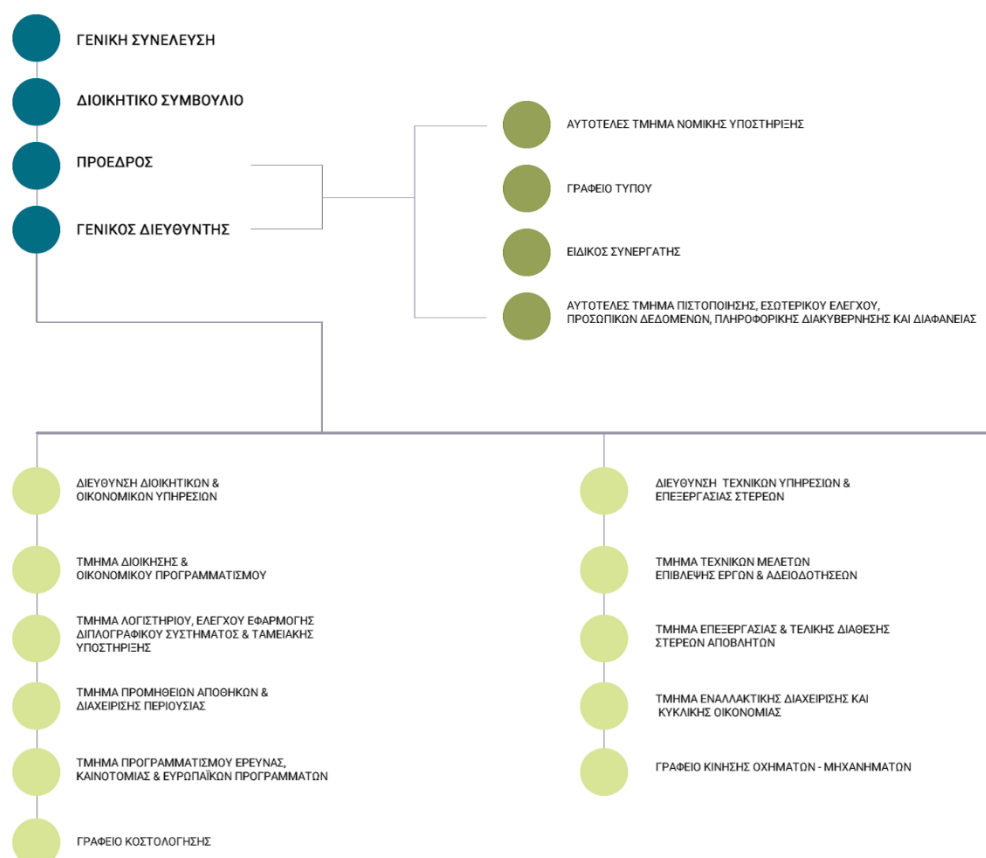 ΓΕΝΙΚΗ ΣΥΝΕΛΕΥΣΗ
ΔΙΟΙΚΗΤΙΚΟ ΣΥΜΒΟΥΛΙΟ
ΠΡΟΕΔΡΟΣ
ΓΕΝΙΚΟΣ ΔΙΕΥΘΥΝΤΗΣ
ΑΥΤΟΤΕΛΕΣ ΤΜΗΜΑ ΝΟΜΙΚΗΣ ΥΠΟΣΤΗΡΙΞΗΣ
ΓΡΑΦΕΙΟ ΤΥΠΟΥ
ΕΙΔΙΚΟΣ ΣΥΝΕΡΓΑΤΗΣ
ΑΥΤΟΤΕΛΕΣ ΤΜΗΜΑ ΠΙΣΤΟΠΟΙΗΣΗΣ, ΕΣΩΤΕΡΙΚΟΥ ΕΛΕΓΧΟΥ,
ΠΡΟΣΩΠΙΚΩΝ ΔΕΔΟΜΕΝΩΝ, ΠΛΗΡΟΦΟΡΙΚΗΣ ΔΙΑΚΥΒΕΡΝΗΣΗΣ ΚΑΙ ΔΙΑΦΑΝΕΙΑΣ
ΔΙΕΥΘΥΝΣΗ ΔΙΟΙΚΗΤΙΚΩΝ &
ΟΙΚΟΝΟΜΙΚΩΝ ΥΠΗΡΕΣΙΩΝ
ΤΜΗΜΑ ΔΙΟΙΚΗΣΗΣ &
ΟΙΚΟΝΟΜΙΚΟΥ ΠΡΟΓΡΑΜΜΑΤΙΣΜΟΥ
ΤΜΗΜΑ ΛΟΓΙΣΤΗΡΙΟΥ, ΕΛΕΓΧΟΥ ΕΦΑΡΜΟΓΗΣ
ΔΙΠΛΟΓΡΑΦΙΚΟΥ ΣΥΣΤΗΜΑΤΟΣ & ΤΑΜΕΙΑΚΗΣ
ΥΠΟΣΤΗΡΙΞΗΣ
ΤΜΗΜΑ ΠΡΟΜΗΘΕΙΩΝ ΑΠΟΘΗΚΩΝ &
ΔΙΑΧΕΙΡΙΣΗΣ ΠΕΡΙΟΥΣΙΑΣ
ΤΜΗΜΑ ΠΡΟΓΡΑΜΜΑΤΙΣΜΟΥ ΕΡΕΥΝΑΣ,
ΚΑΙΝΟΤΟΜΙΑΣ & ΕΥΡΩΠΑΪΚΩΝ ΠΡΟΓΡΑΜΜΑΤΩΝ
ΓΡΑΦΕΙΟ ΚΟΣΤΟΛΟΓΗΣΗΣ
ΔΙΕΥΘΥΝΣΗ ΤΕΧΝΙΚΩΝ ΥΠΗΡΕΣΙΩΝ &
ΕΠΕΞΕΡΓΑΣΙΑΣ ΣΤΕΡΕΩΝ
ΤΜΗΜΑ ΤΕΧΝΙΚΩΝ ΜΕΛΕΤΩΝ
ΕΠΙΒΛΕΨΗΣ ΕΡΓΩΝ & ΑΔΕΙΟΔΟΤΗΣΕΩΝ
ΤΜΗΜΑ ΕΠΕΞΕΡΓΑΣΙΑΣ & ΤΕΛΙΚΗΣ ΔΙΑΘΕΣΗΣ
ΣΤΕΡΕΩΝ ΑΠΟΒΛΗΤΩΝ
ΤΜΗΜΑ ΕΝΑΛΛΑΚΤΙΚΗΣ ΔΙΑΧΕΙΡΙΣΗΣ ΚΑΙ
ΚΥΚΛΙΚΗΣ ΟΙΚΟΝΟΜΙΑΣ
ΓΡΑΦΕΙΟ ΚΙΝΗΣΗΣ ΟΧΗΜΑΤΩΝ - ΜΗΧΑΝΗΜΑΤΩΝ